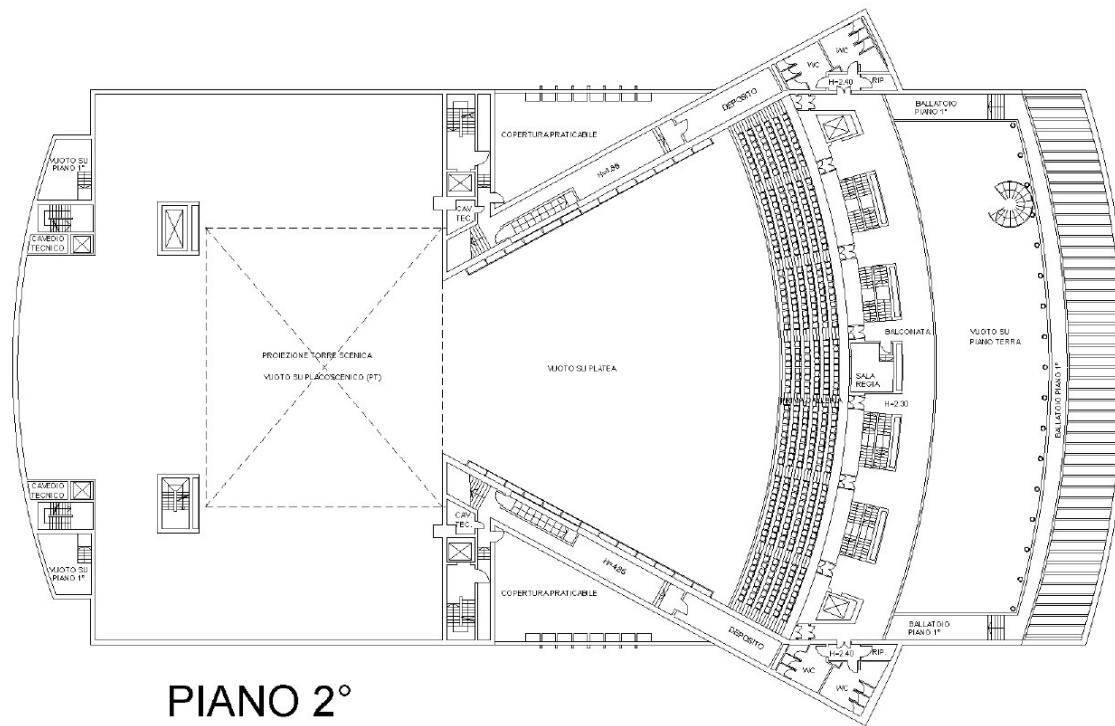 WC
WC
H=2.40
RIP.
DEPOSITO
BALLATOIO
PIANO 1°
COPERTURA PRATICABILE
VUOTO SU
PIANO 1°
H=4.86
CAV.
TEC.
CAVEDIO
TECNICO
PROIEZIONE TORRE SCENICA
VUOTO SU PLACOSCENICO (PT)
VUOTO SU PLATEA
BALCONATA
VUOTO SU
PIANO TERRA
SALA
REGIA
H=2.30
BALLATOIO PIANO 1°
CAVEDIO
TECNICO
CAV.
TEC.
VUOTO SU
PIANO 1°
H=4.86
COPERTURA PRATICABILE
DEPOSITO
BALLATOIO
PIANO 1°
H=2.40
RIP.
WC
WC
PIANO 2°